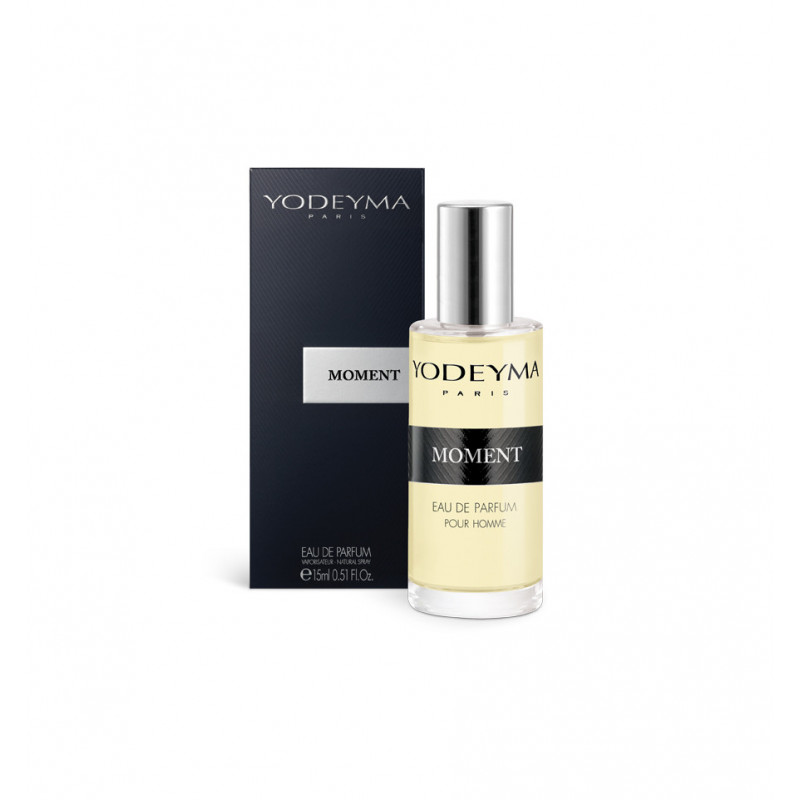 YODEYMA
PARIS
MOMENT
EAU DE PARFUM
VAPORISATEUR - NATURAL SPRAY
℮15ml 0.51 Fl.Oz.
YODEYMA
PARIS
MOMENT
EAU DE PARFUM
POUR HOMME